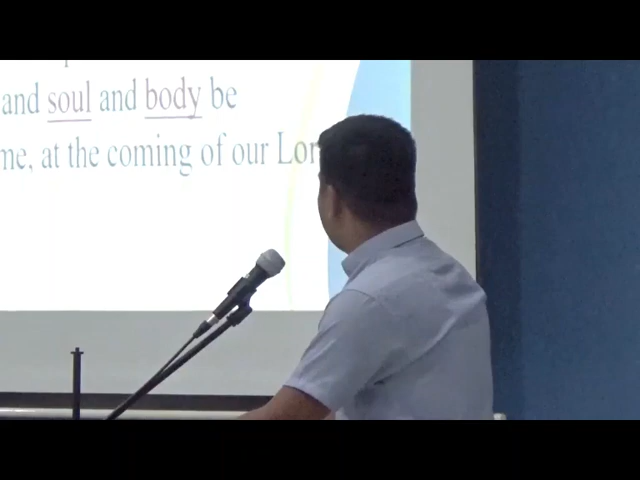 and soul and body be
me, at the coming of our Lor